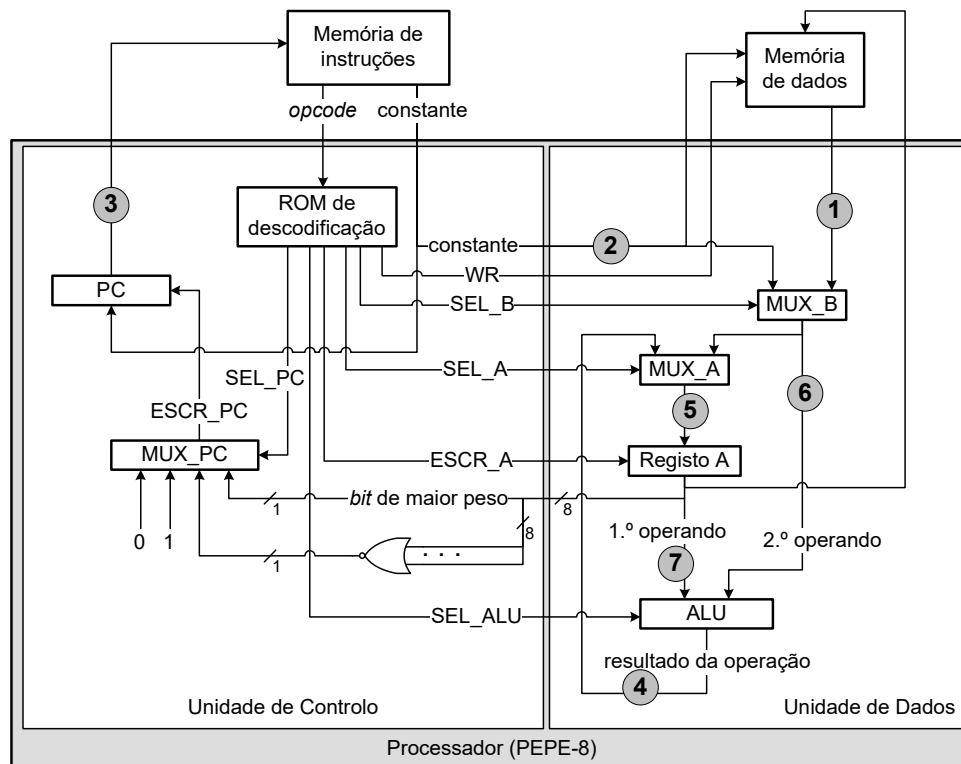 Memória de
instruções
Memória
de dados
opcode
constante
3
1
ROM de
descodificação
constante
2
WR
PC
SEL_B
MUX_B
SEL_PC
SEL_A
MUX_A
6
ESCR_PC
5
MUX_PC
ESCR_A
Registo A
bit de maior peso
1
8
8
0
1
1.º operando
2.º operando
1
7
SEL_ALU
ALU
resultado da operação
4
Unidade de Controlo
Unidade de Dados
Processador (PEPE-8)